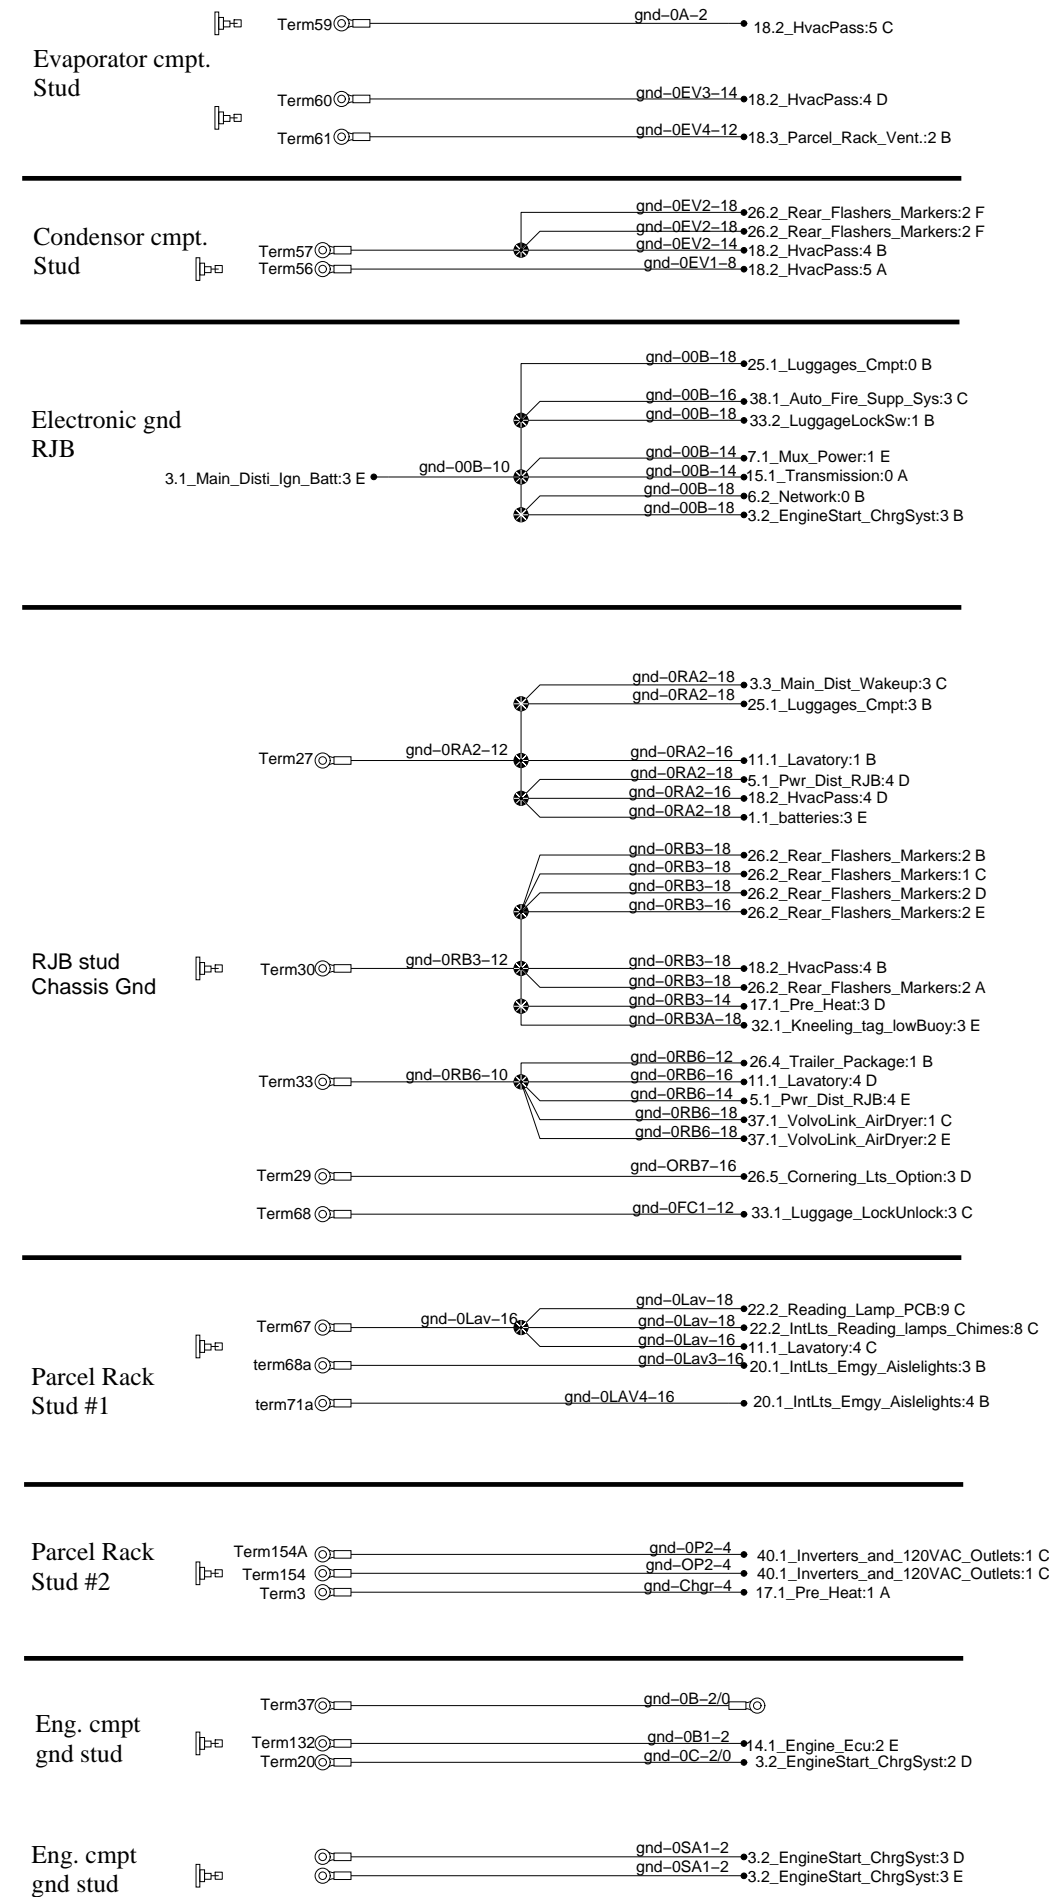 Evaporator cmpt.
Stud
Term59 gnd–0A–2 18.2_HvacPass:5 C
Term60 gnd–0EV3–14 18.2_HvacPass:4 D
Term61 gnd–0EV4–12 18.3_Parcel_Rack_Vent.:2 B
Condensor cmpt.
Stud
gnd–0EV2–18 26.2_Rear_Flashers_Markers:2 F
gnd–0EV2–18 26.2_Rear_Flashers_Markers:2 F
Term57 gnd–0EV2–14 18.2_HvacPass:4 B
Term56 gnd–0EV1–8 18.2_HvacPass:5 A
Electronic gnd
RJB
gnd–00B–18 25.1_Luggages_Cmpt:0 B
gnd–00B–16 38.1_Auto_Fire_Supp_Sys:3 C
gnd–00B–18 33.2_LuggageLockSw:1 B
gnd–00B–14 7.1_Mux_Power:1 E
3.1_Main_Disti_Ign_Batt:3 E gnd–00B–10 gnd–00B–14 15.1_Transmission:0 A
gnd–00B–18 6.2_Network:0 B
gnd–00B–18 3.2_EngineStart_ChrgSyst:3 B
gnd–0RA2–18 3.3_Main_Dist_Wakeup:3 C
gnd–0RA2–18 25.1_Luggages_Cmpt:3 B
Term27 gnd–0RA2–12 gnd–0RA2–16 11.1_Lavatory:1 B
gnd–0RA2–18 5.1_Pwr_Dist_RJB:4 D
gnd–0RA2–16 18.2_HvacPass:4 D
gnd–0RA2–18 1.1_batteries:3 E
gnd–0RB3–18 26.2_Rear_Flashers_Markers:2 B
gnd–0RB3–18 26.2_Rear_Flashers_Markers:1 C
gnd–0RB3–18 26.2_Rear_Flashers_Markers:2 D
gnd–0RB3–16 26.2_Rear_Flashers_Markers:2 E
RJB stud
Chassis Gnd
Term30 gnd–0RB3–12 gnd–0RB3–18 18.2_HvacPass:4 B
gnd–0RB3–18 26.2_Rear_Flashers_Markers:2 A
gnd–0RB3–14 17.1_Pre_Heat:3 D
gnd–0RB3A–18 32.1_Kneeling_tag_lowBuoy:3 E
gnd–0RB6–12 26.4_Trailer_Package:1 B
Term33 gnd–0RB6–10 gnd–0RB6–16 11.1_Lavatory:4 D
gnd–0RB6–14 5.1_Pwr_Dist_RJB:4 E
gnd–0RB6–18 37.1_VolvoLink_AirDryer:1 C
gnd–0RB6–18 37.1_VolvoLink_AirDryer:2 E
Term29 gnd–ORB7–16 26.5_Cornering_Lts_Option:3 D
Term68 gnd–0FC1–12 33.1_Luggage_LockUnlock:3 C
gnd–0Lav–18 22.2_Reading_Lamp_PCB:9 C
Term67 gnd–0Lav–16 gnd–0Lav–18 22.2_IntLts_Reading_lamps_Chimes:8 C
gnd–0Lav–16 11.1_Lavatory:4 C
term68a gnd–0Lav3–16 20.1_IntLts_Emgy_Aislelights:3 B
Parcel Rack
Stud #1
term71a gnd–0LAV4–16 20.1_IntLts_Emgy_Aislelights:4 B
Parcel Rack
Stud #2
Term154A gnd–0P2–4 40.1_Inverters_and_120VAC_Outlets:1 C
Term154 gnd–OP2–4 40.1_Inverters_and_120VAC_Outlets:1 C
Term3 gnd–Chgr–4 17.1_Pre_Heat:1 A
Eng. cmpt
gnd stud
Term37 gnd–0B–2/0
Term132 gnd–0B1–2 14.1_Engine_Ecu:2 E
Term20 gnd–0C–2/0 3.2_EngineStart_ChrgSyst:2 D
Eng. cmpt
gnd stud
gnd–0SA1–2 3.2_EngineStart_ChrgSyst:3 D
gnd–0SA1–2 3.2_EngineStart_ChrgSyst:3 E